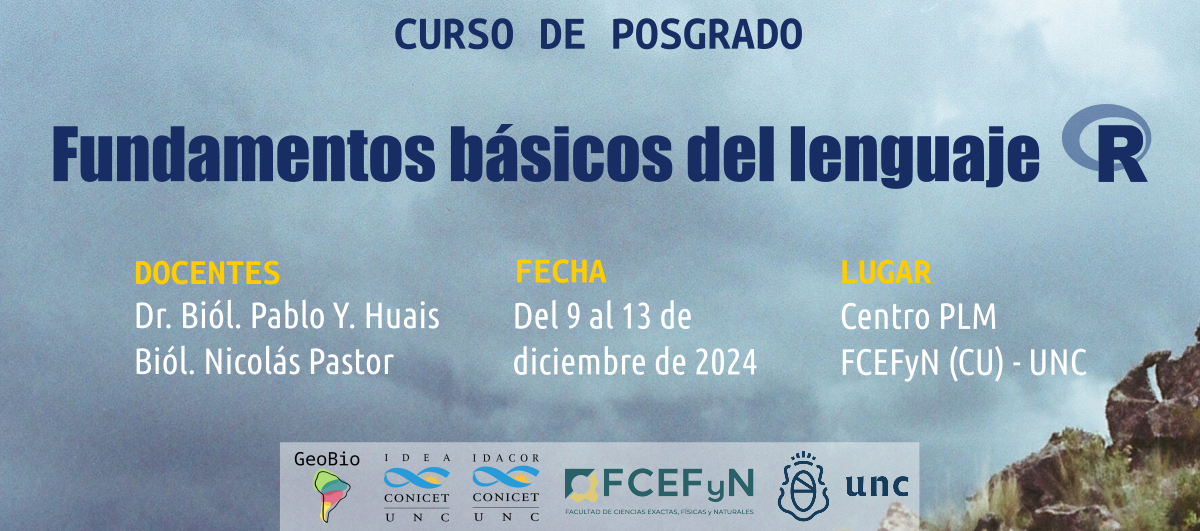 CURSO DE POSGRADO
Fundamentos básicos del lenguaje R
DOCENTES
Dr. Biól. Pablo Y. Huais
Biól. Nicolás Pastor
FECHA
Del 9 al 13 de
diciembre de 2024
LUGAR
Centro PLM
FCEFyN (CU) - UNC
GeoBio
IDEA
CONICET
UNC
IDACOR
CONICET
UNC
FCEFyN
FACULTAD DE CIENCIAS EXACTAS, FÍSICAS y NATURALES
unc